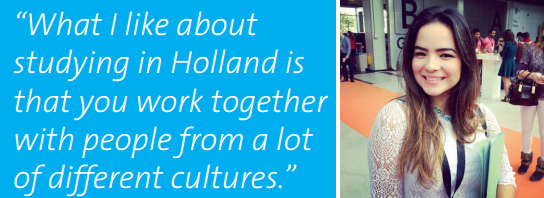 “What I like about
studying in Holland is
that you work together
with people from a lot
of different cultures.”
B